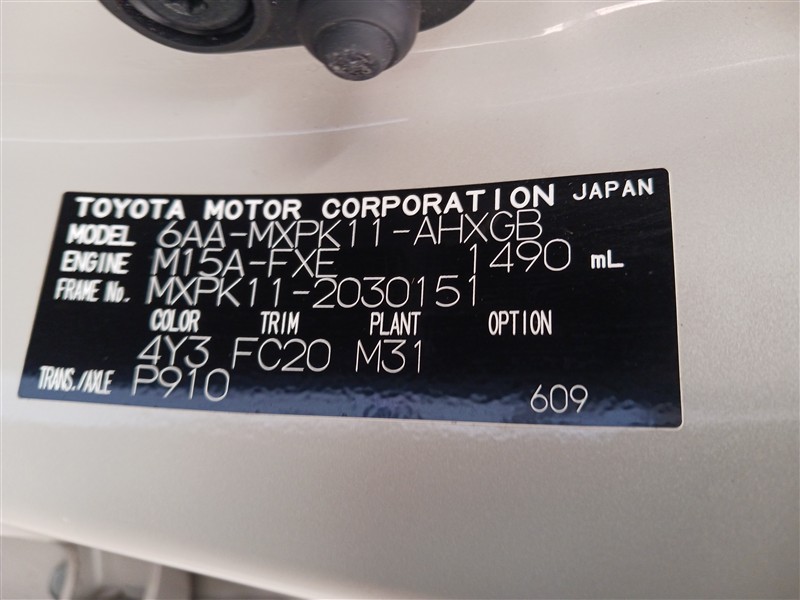 TOYOTA MOTOR CORPORATION JAPAN
MODEL 6AA-MXPK11-AHXGB
ENGINE M15A-FXE 1490 mL
FRAME No. MXPK11-2030151
COLOR TRIM PLANT OPTION
4Y3 FC20 M31
TRANS./AXLE P910
609